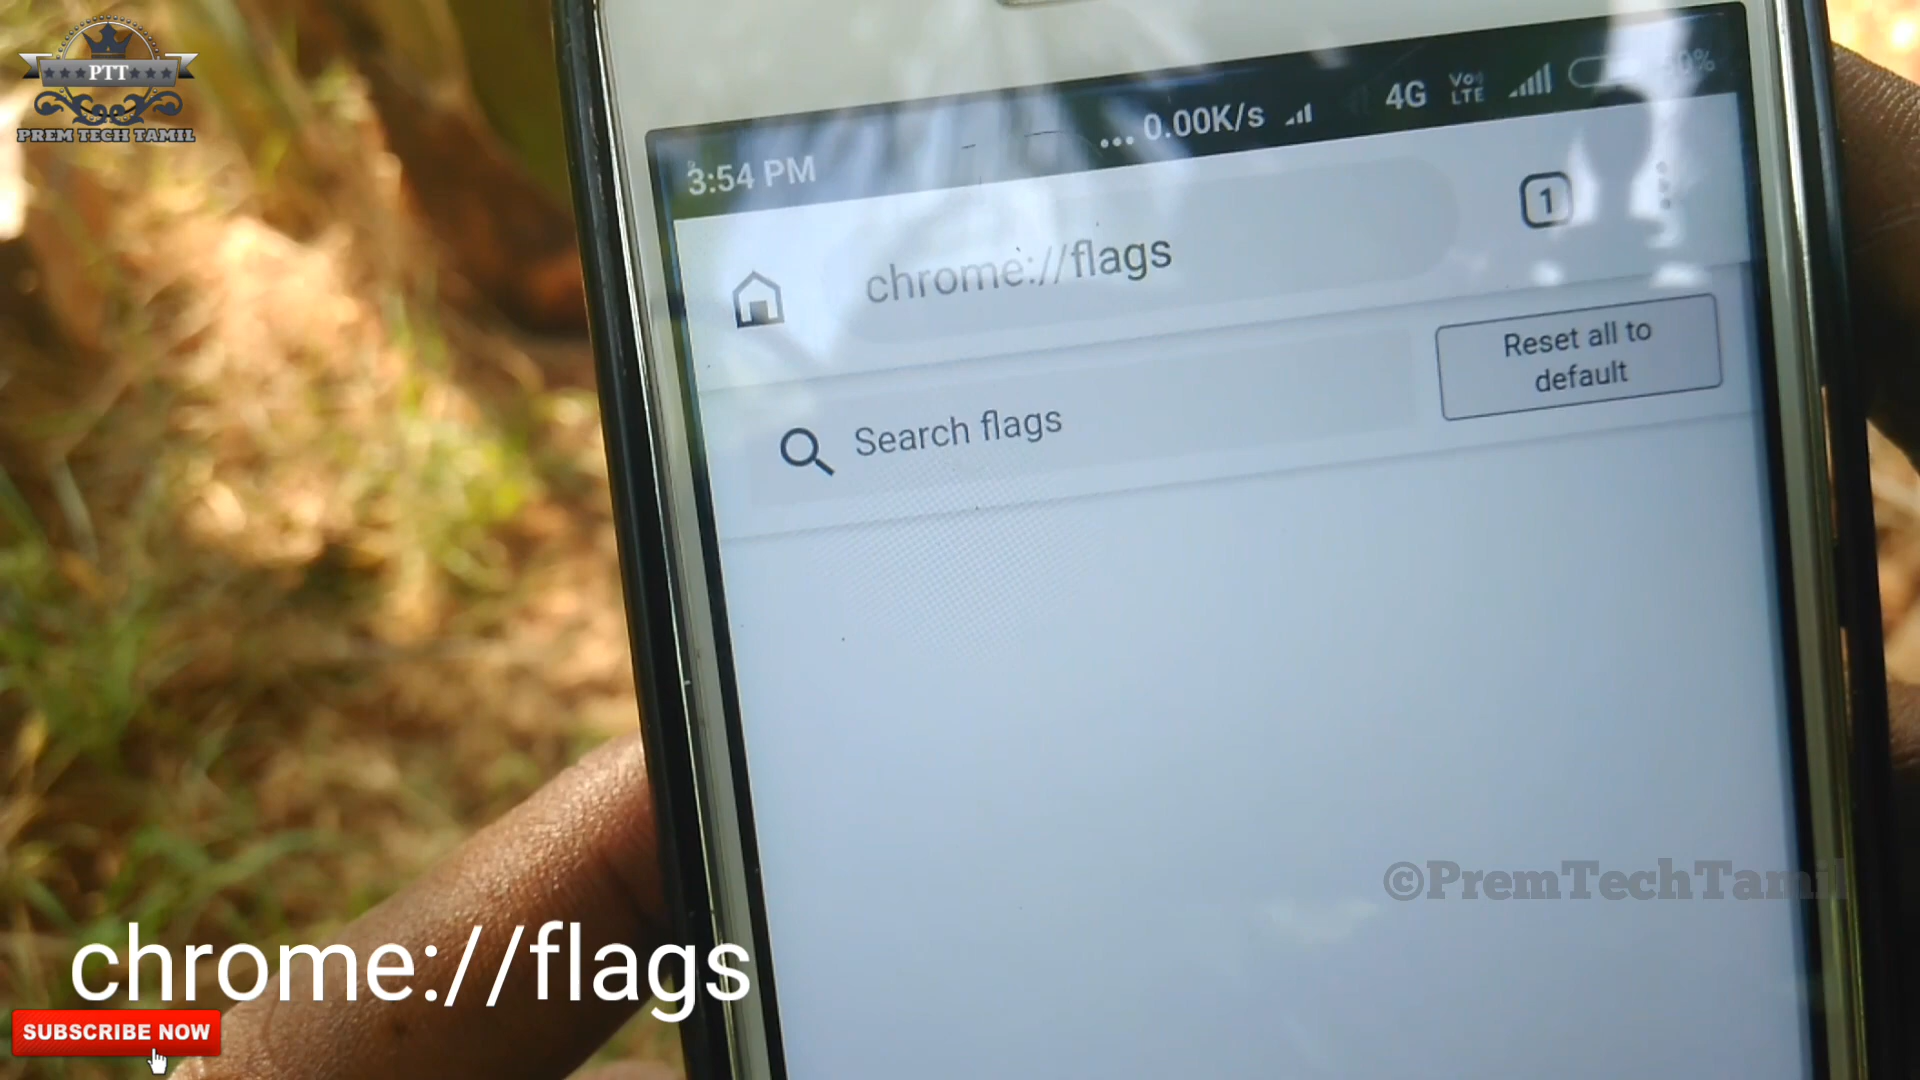 PTT
PREM TECH TAMIL
3:54 PM
... 0.00K/s
4G
Vo
LTE
chrome://flags
1
Search flags
Reset all to
default
©PremTechTamil
chrome://flags
SUBSCRIBE NOW